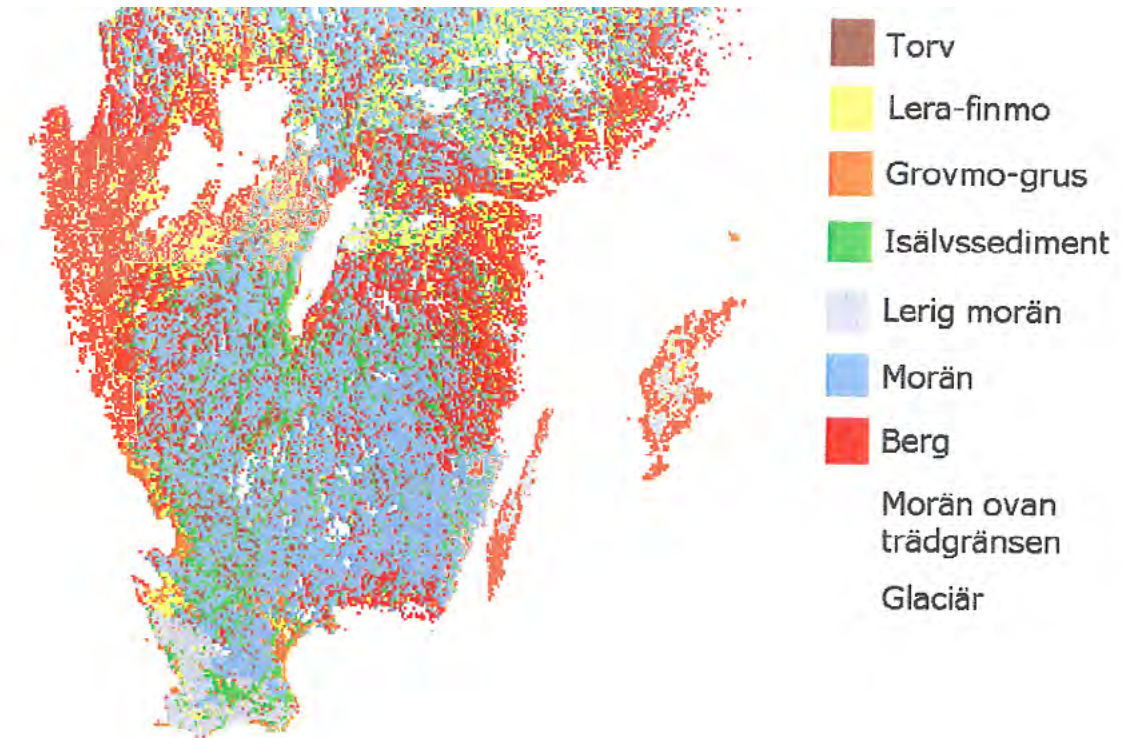 Torv
Lera-finmo
Grovmo-grus
Isälvssediment
Lerig morän
Morän
Berg
Morän ovan
trädgränsen
Glaciär